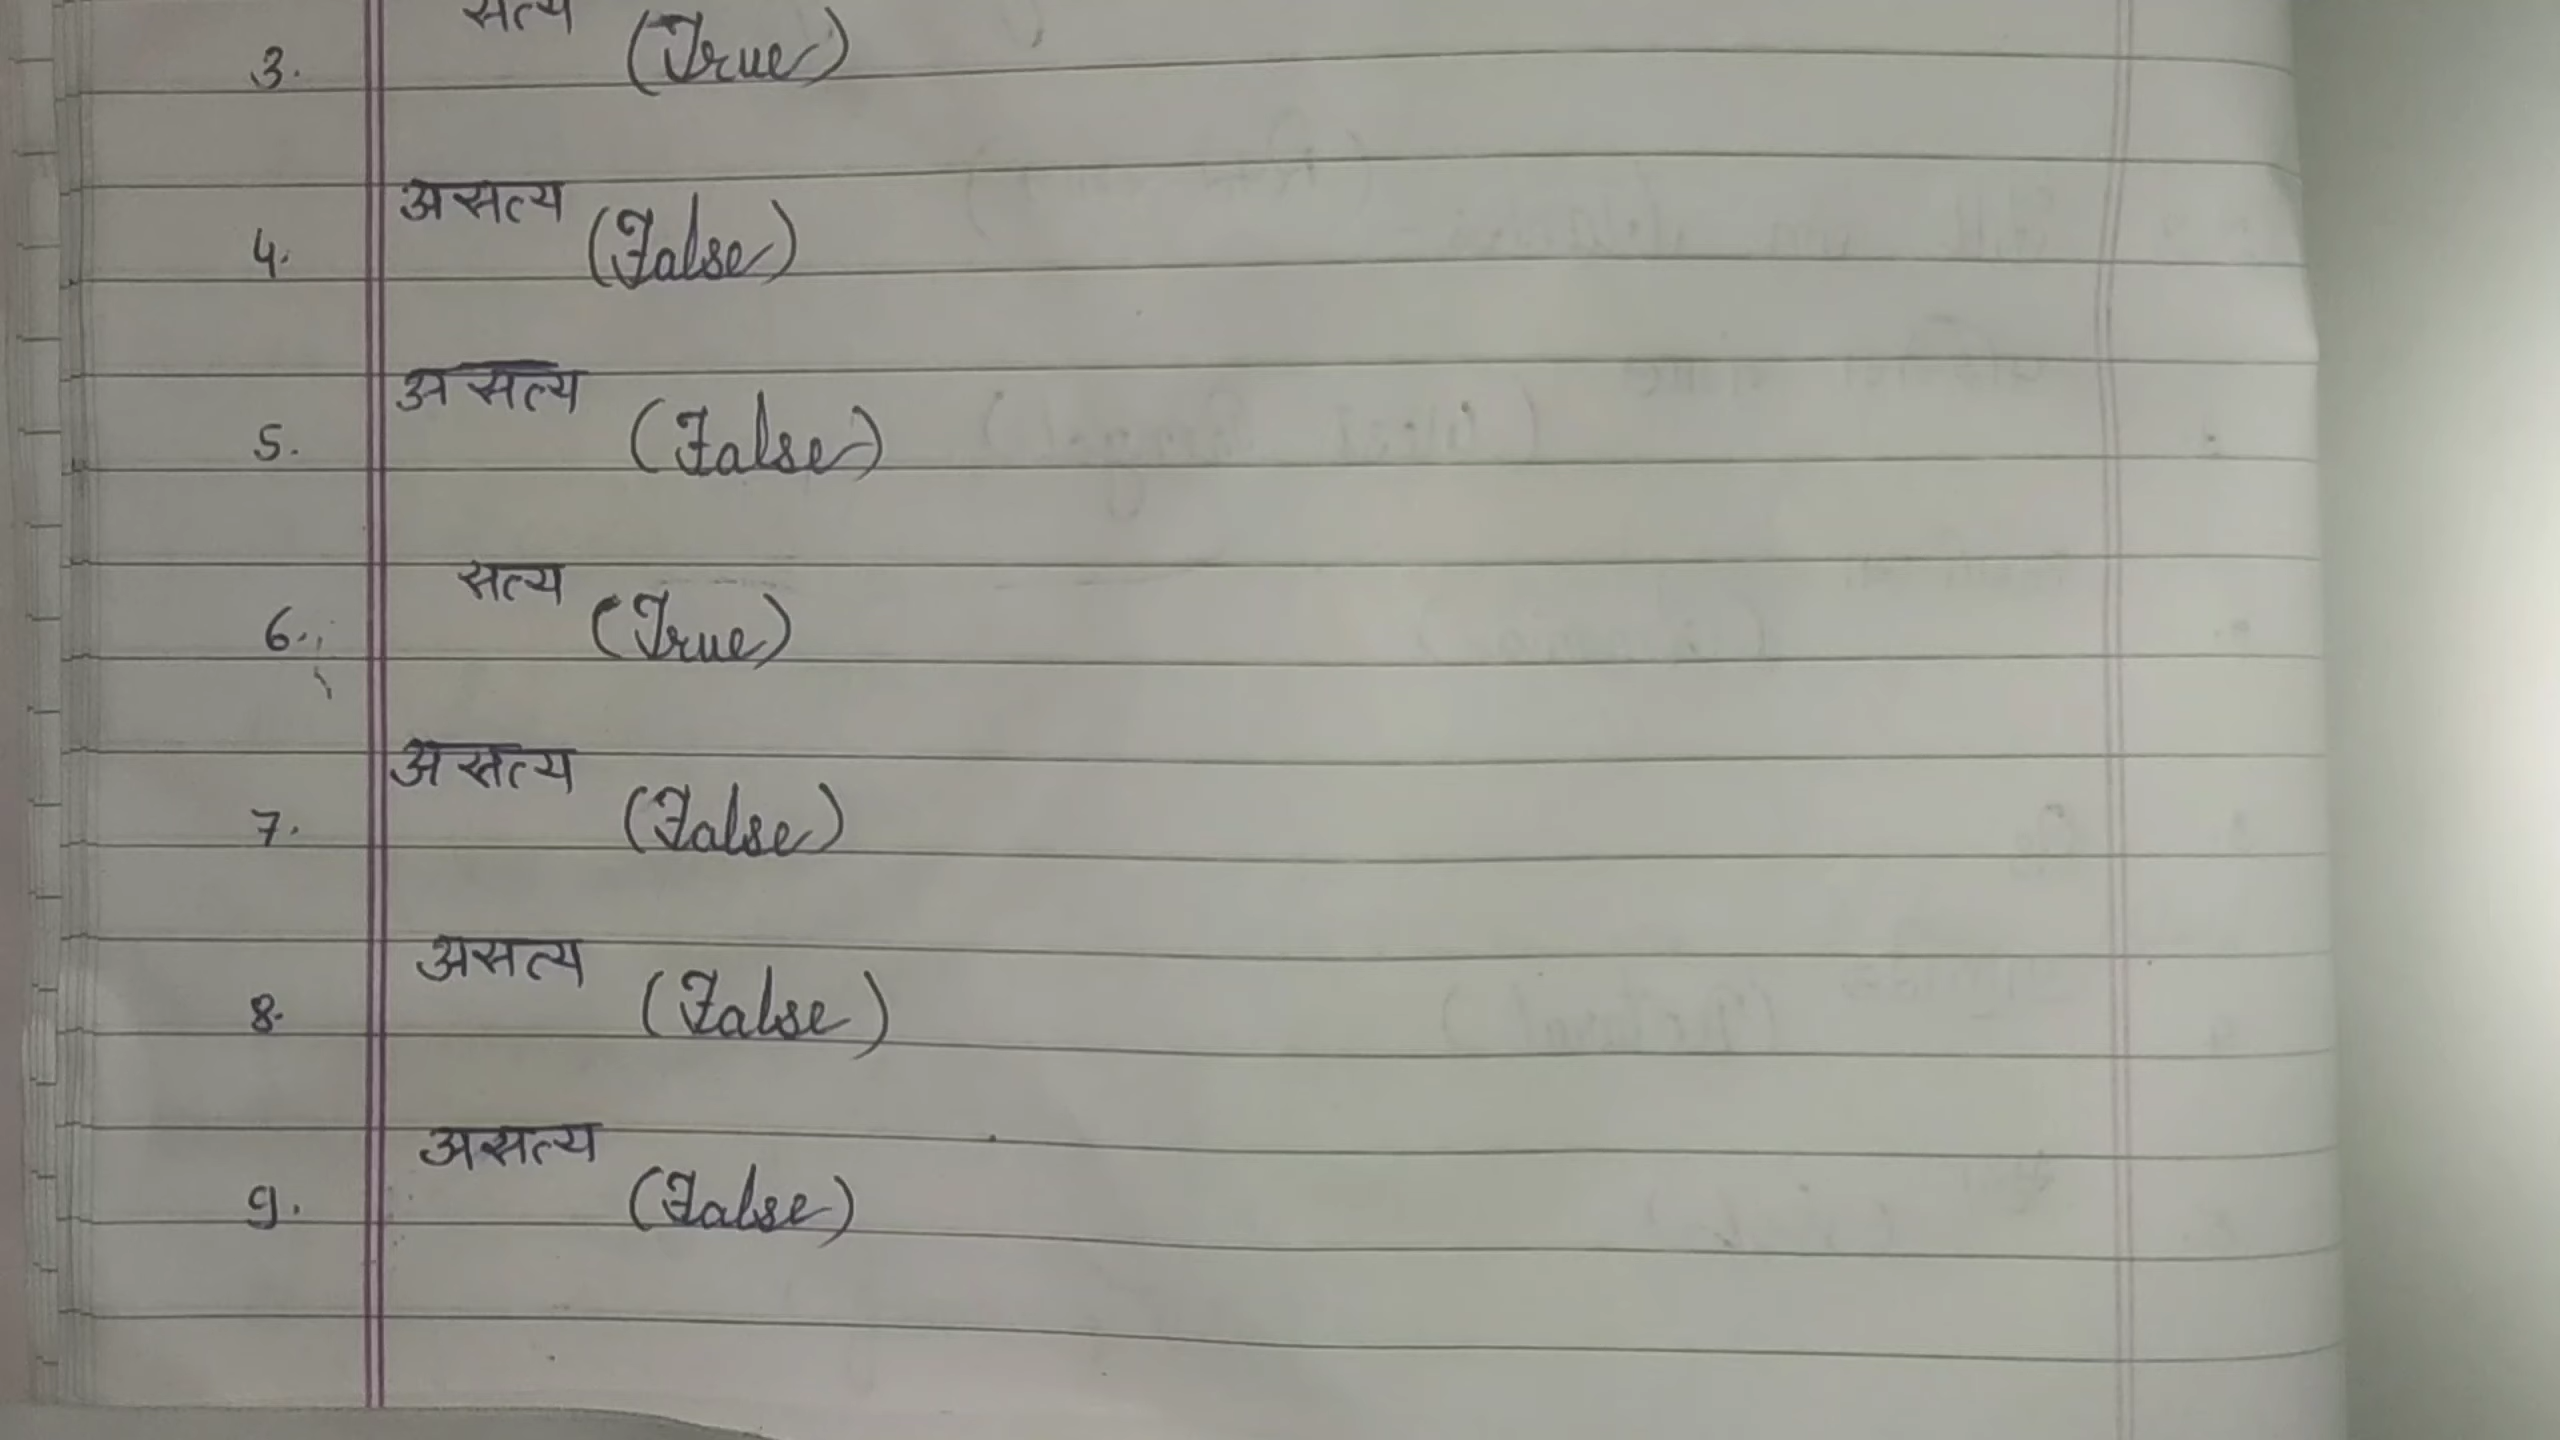 3. सत्य (True)
4. असत्य (False)
5. असत्य (False)
6. सत्य (True)
7. असत्य (False)
8. असत्य (False)
9. असत्य (False)